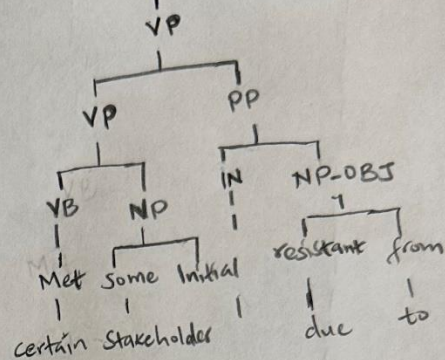 VP
VP PP
VB NP IN NP-OBJ
Met some Initial resistant from
certain stakeholder due to